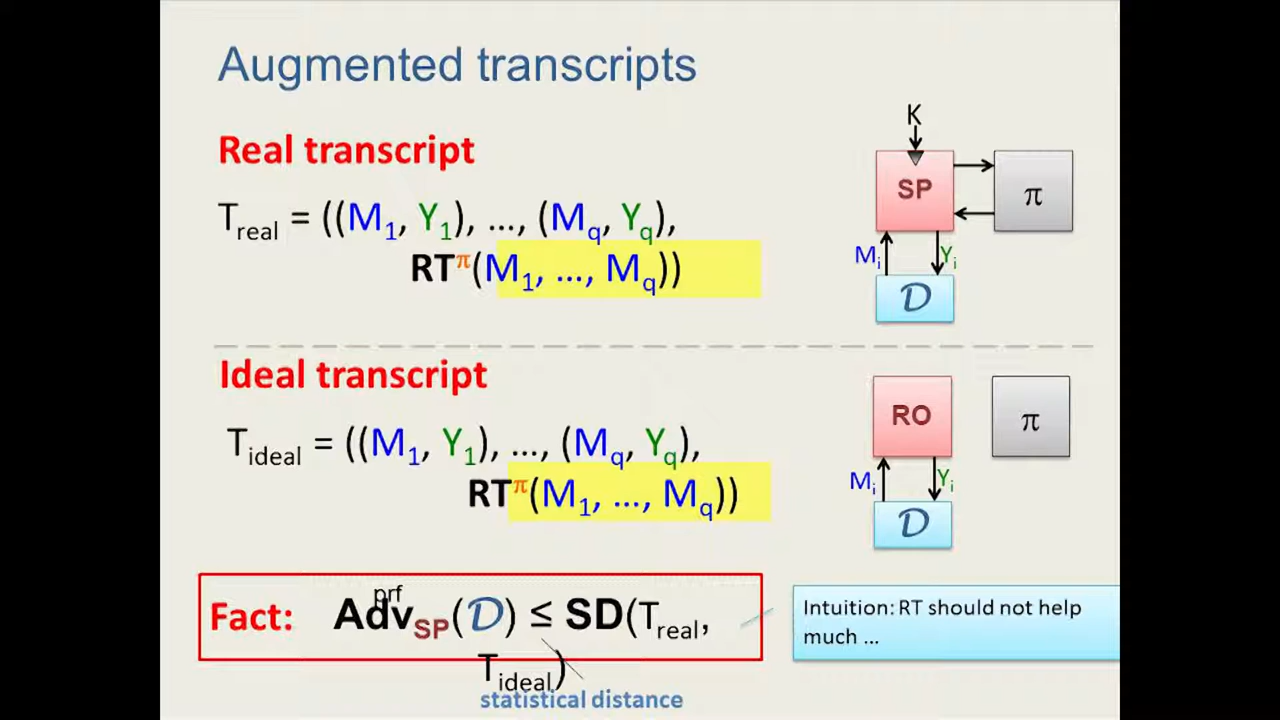 Augmented transcripts
Real transcript
T_real = ((M_1, Y_1), ..., (M_q, Y_q),
RT^π(M_1, ..., M_q))
K
SP
π
M_i
Y_i
D
Ideal transcript
T_ideal = ((M_1, Y_1), ..., (M_q, Y_q),
RT^π(M_1, ..., M_q))
RO
π
M_i
Y_i
D
Fact: Adv^prf_SP(D) ≤ SD(T_real,
T_ideal)
statistical distance
Intuition: RT should not help
much ...